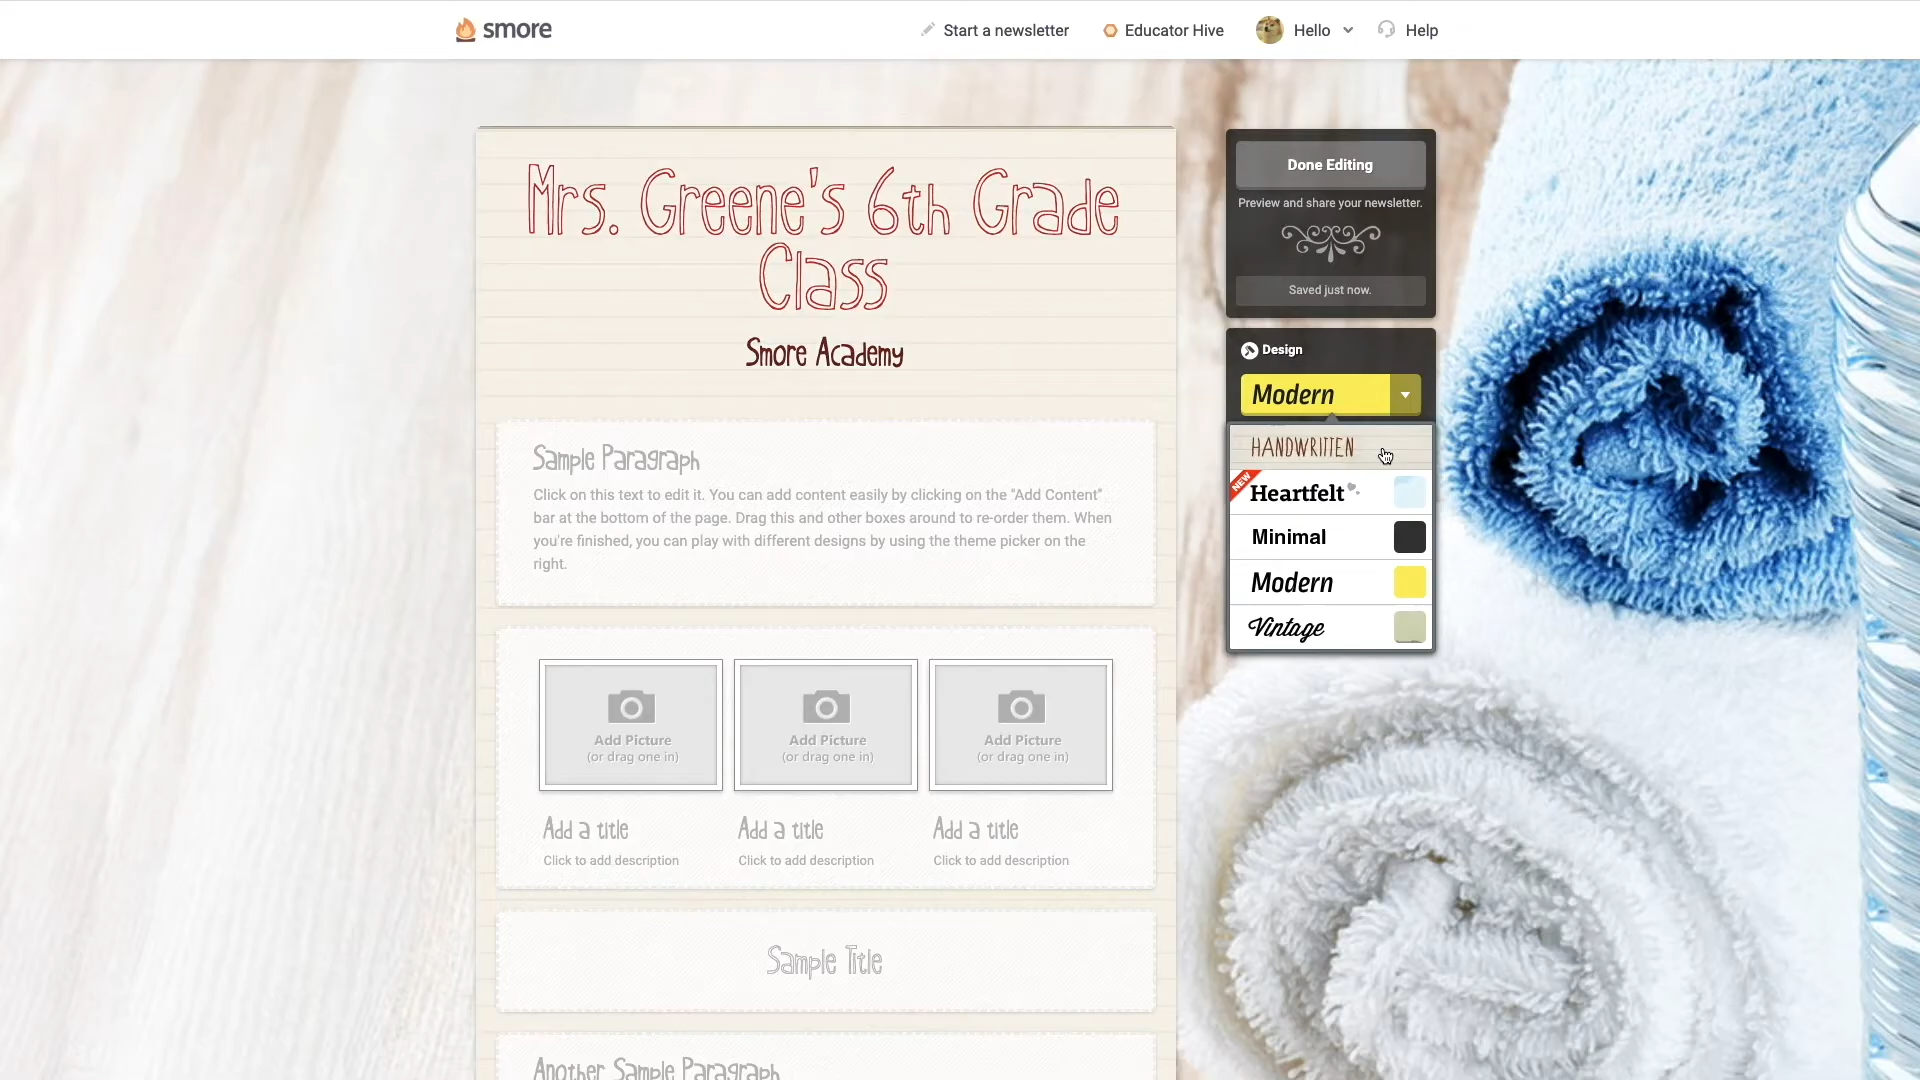 smore
Start a newsletter
Educator Hive
Hello
Help
Mrs. Greene's 6th Grade
Class
Smore Academy
Done Editing
Preview and share your newsletter.
Saved just now.
Design
Modern
HANDWRITTEN
NEW
Heartfelt
Minimal
Modern
Vintage
Sample Paragraph
Click on this text to edit it. You can add content easily by clicking on the "Add Content"
bar at the bottom of the page. Drag this and other boxes around to re-order them. When
you're finished, you can play with different designs by using the theme picker on the
right.
Add Picture
(or drag one in)
Add Picture
(or drag one in)
Add Picture
(or drag one in)
Add a title
Click to add description
Add a title
Click to add description
Add a title
Click to add description
Sample Title
Another Sample Paragraph